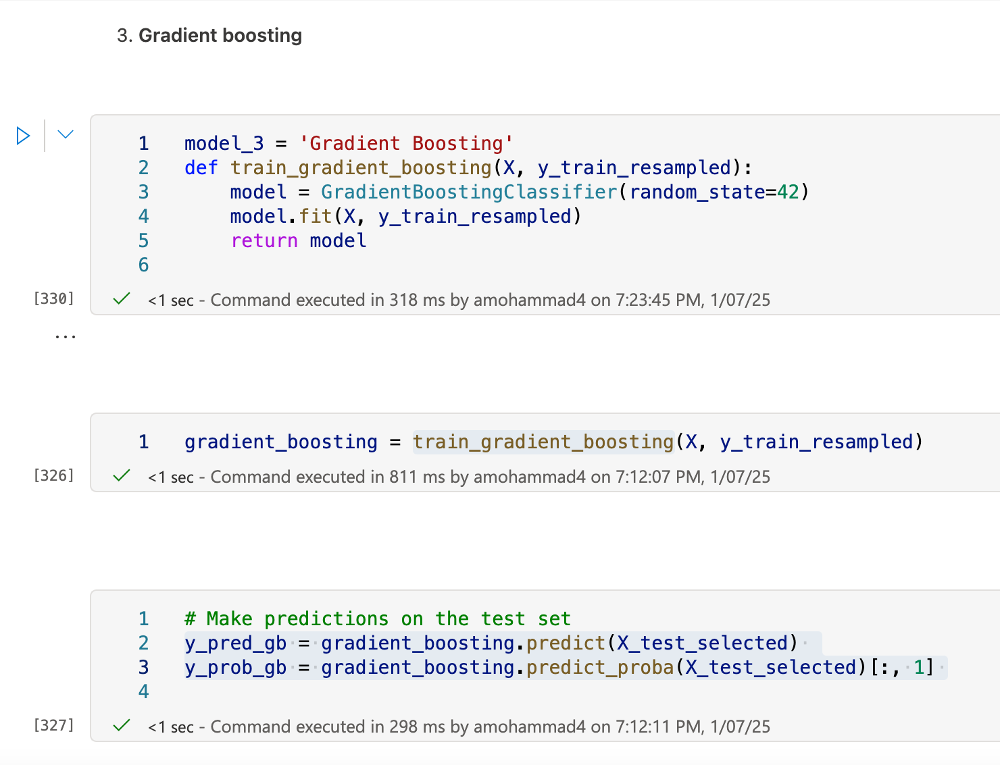 3. Gradient boosting
1 model_3 = 'Gradient Boosting'
2 def train_gradient_boosting(X, y_train_resampled):
3     model = GradientBoostingClassifier(random_state=42)
4     model.fit(X, y_train_resampled)
5     return model
6
[330] <1 sec - Command executed in 318 ms by amohammad4 on 7:23:45 PM, 1/07/25
...
1 gradient_boosting = train_gradient_boosting(X, y_train_resampled)
[326] <1 sec - Command executed in 811 ms by amohammad4 on 7:12:07 PM, 1/07/25
1 # Make predictions on the test set
2 y_pred_gb = gradient_boosting.predict(X_test_selected)
3 y_prob_gb = gradient_boosting.predict_proba(X_test_selected)[:, 1]
4
[327] <1 sec - Command executed in 298 ms by amohammad4 on 7:12:11 PM, 1/07/25